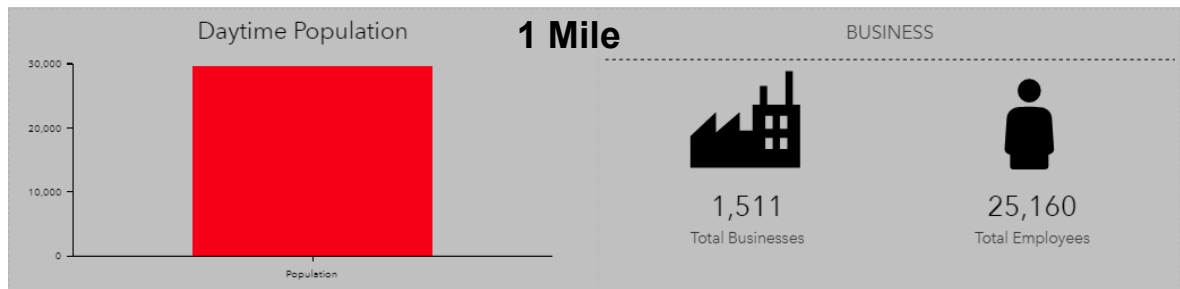 Daytime Population
1 Mile
BUSINESS
30,000
20,000
10,000
0
Population
1,511
Total Businesses
25,160
Total Employees